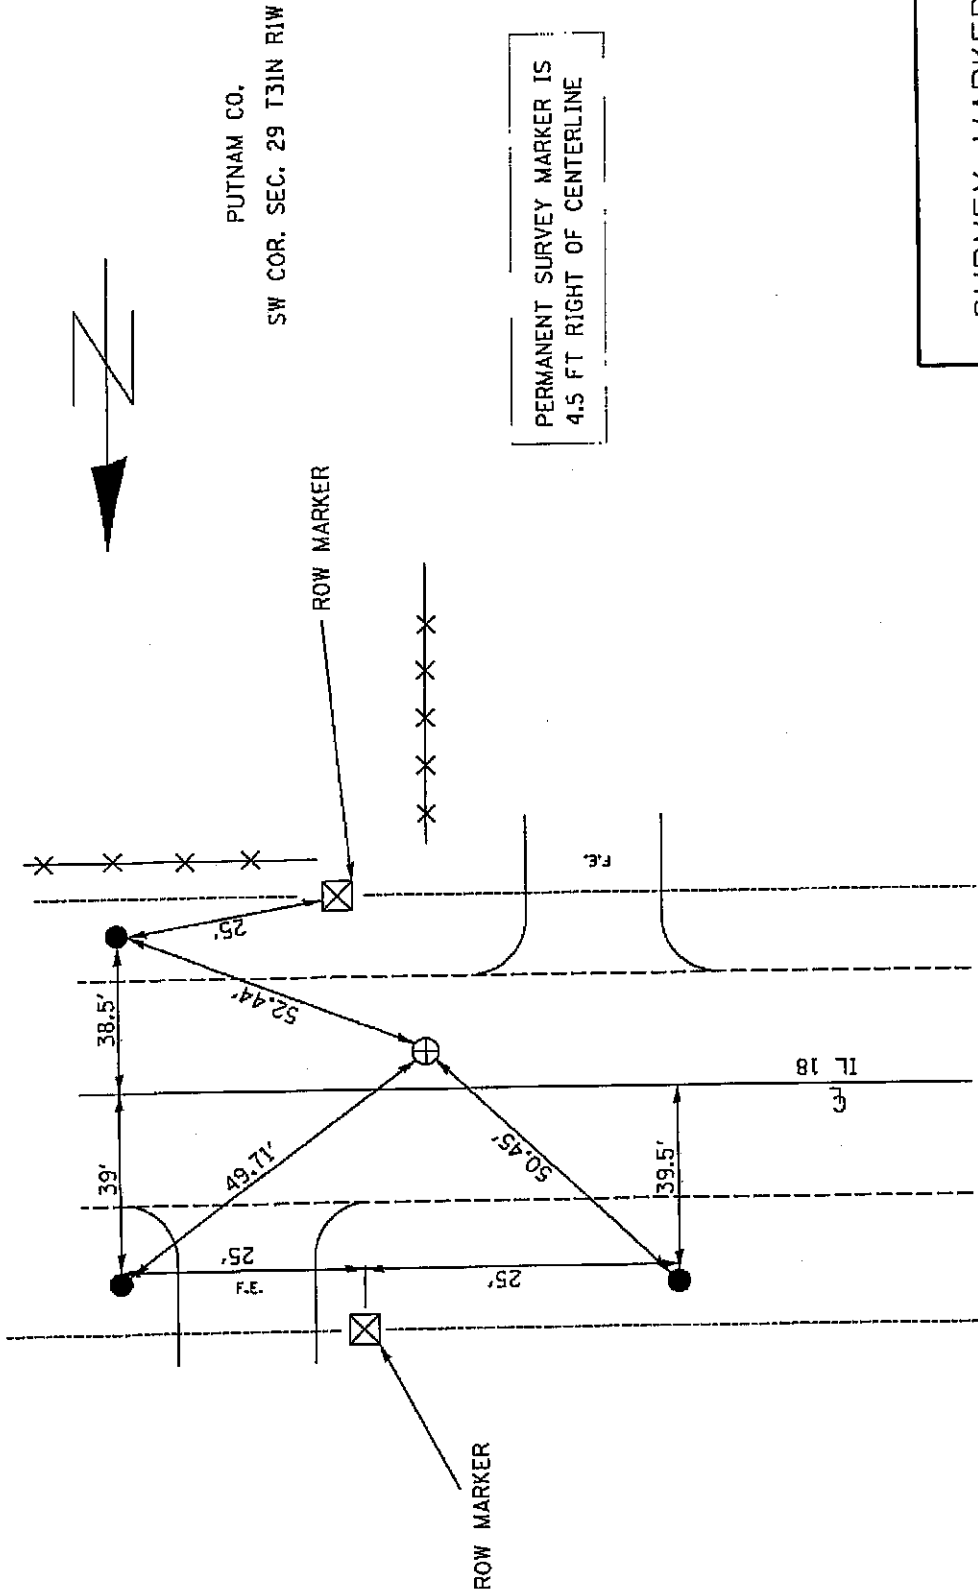 PUTNAM CO.
SW COR. SEC. 29 T31N R1W
PERMANENT SURVEY MARKER IS
4.5 FT RIGHT OF CENTERLINE
ROW MARKER
ROW MARKER
N
25'
52.44'
38.5'
39'
49.71'
50.45'
39.5'
25'
25'
F.E.
F.E.
IL 18
℄